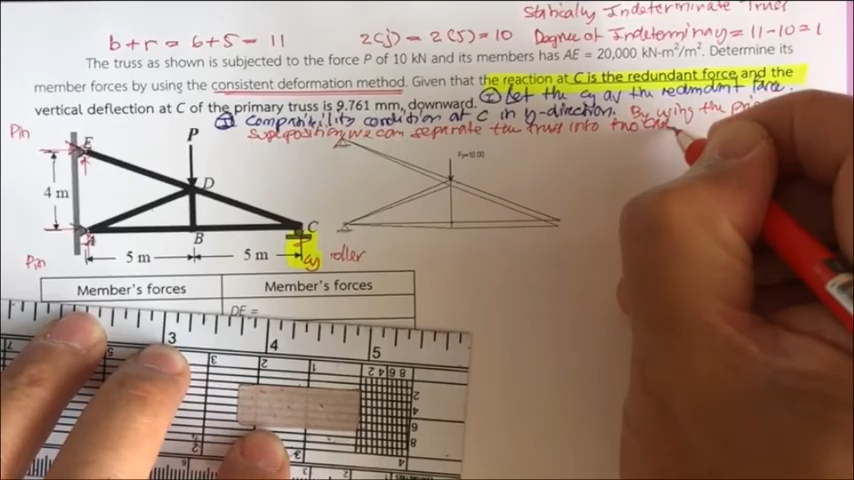 Statically Indeterminate Truss
b+r = 6+5 = 11 2(j) = 2(5) = 10 Degree of Indeterminacy = 11-10 = 1
The truss as shown is subjected to the force P of 10 kN and its members has AE = 20,000 kN-m²/m². Determine its
member forces by using the consistent deformation method. Given that the reaction at C is the redundant force and the
vertical deflection at C of the primary truss is 9.761 mm, downward. ① Let the Cy as the redundant force.
② Compatibility condition at C in y-direction. By using the
superposition, we can separate the truss into two
Pin
E
P
Fy=10.00
4 m
D
C
A
B
Pin
5 m
5 m
Cy
roller
Member's forces
Member's forces
DE =
3
4
5